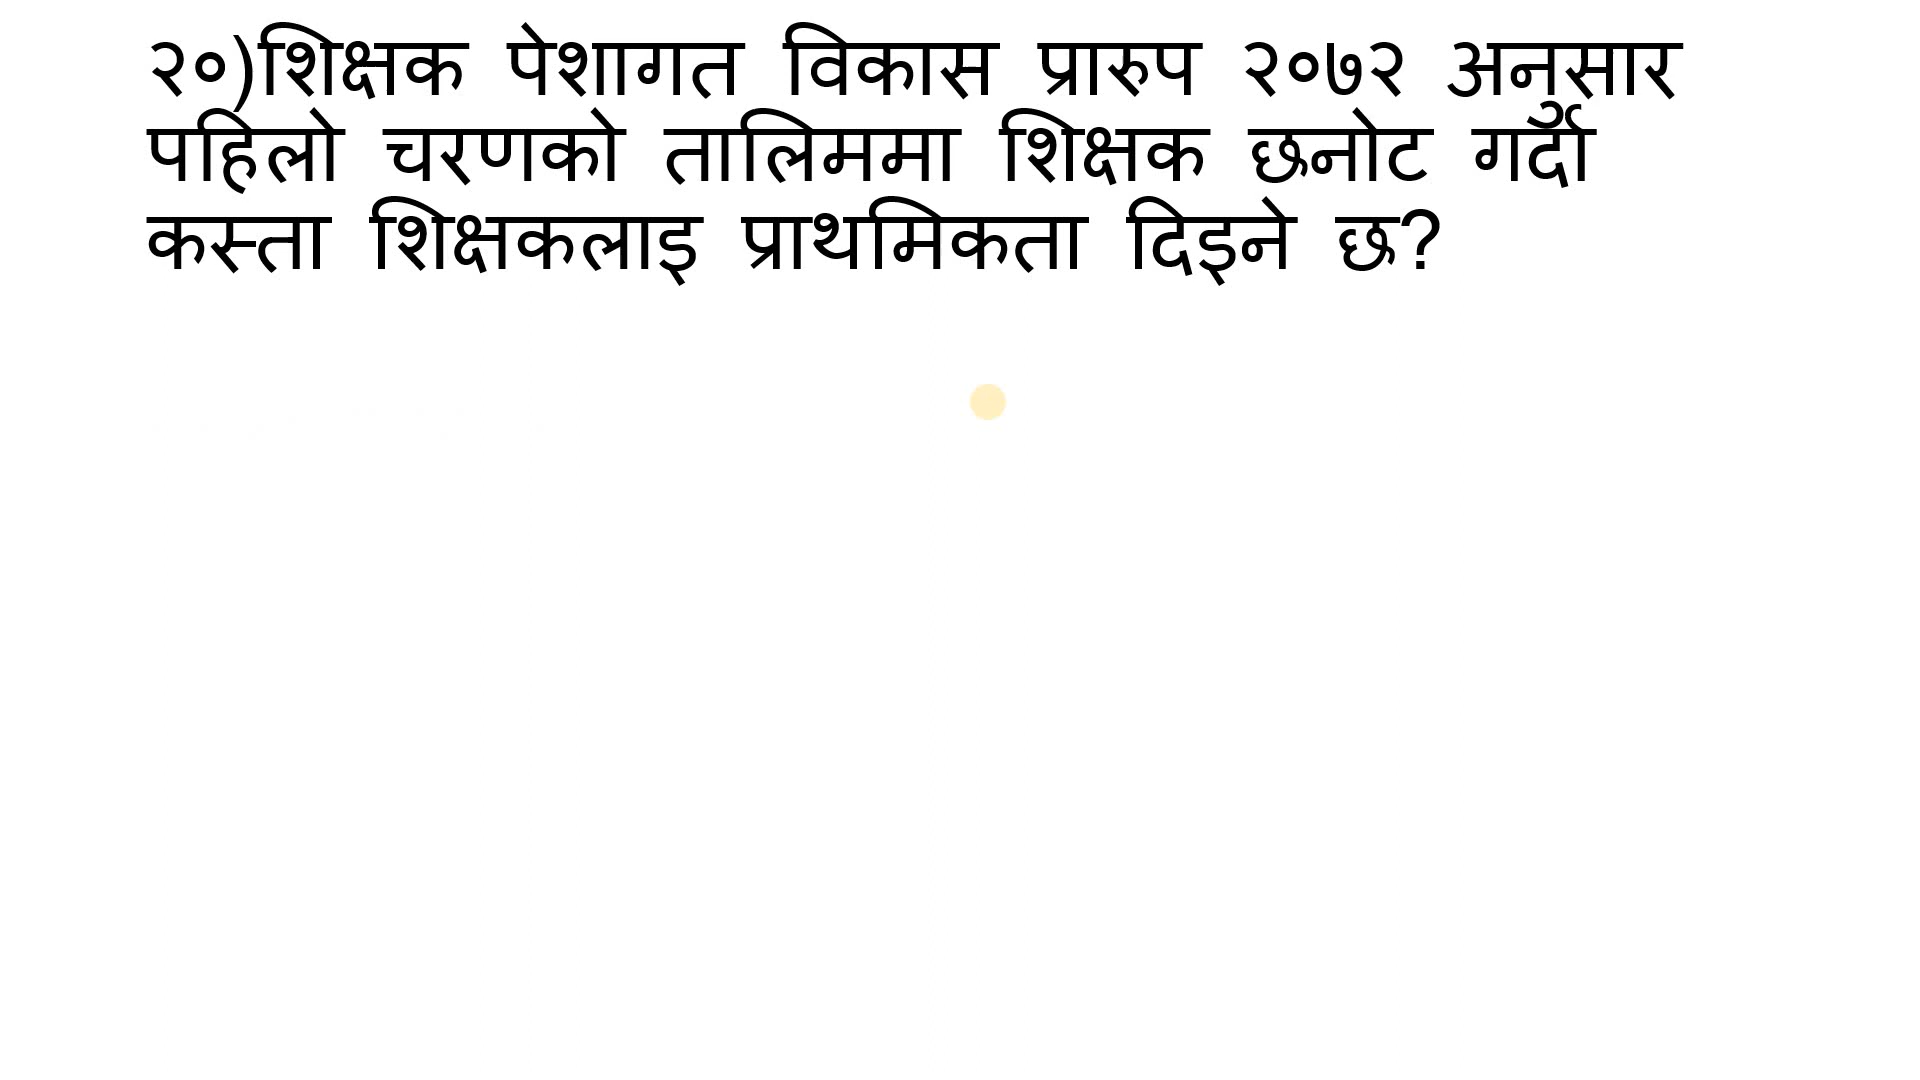 २०)शिक्षक पेशागत विकास प्रारुप २०७२ अनुसार
पहिलो चरणको तालिममा शिक्षक छनोट गर्दा
कस्ता शिक्षकलाइ प्राथमिकता दिइने छ?